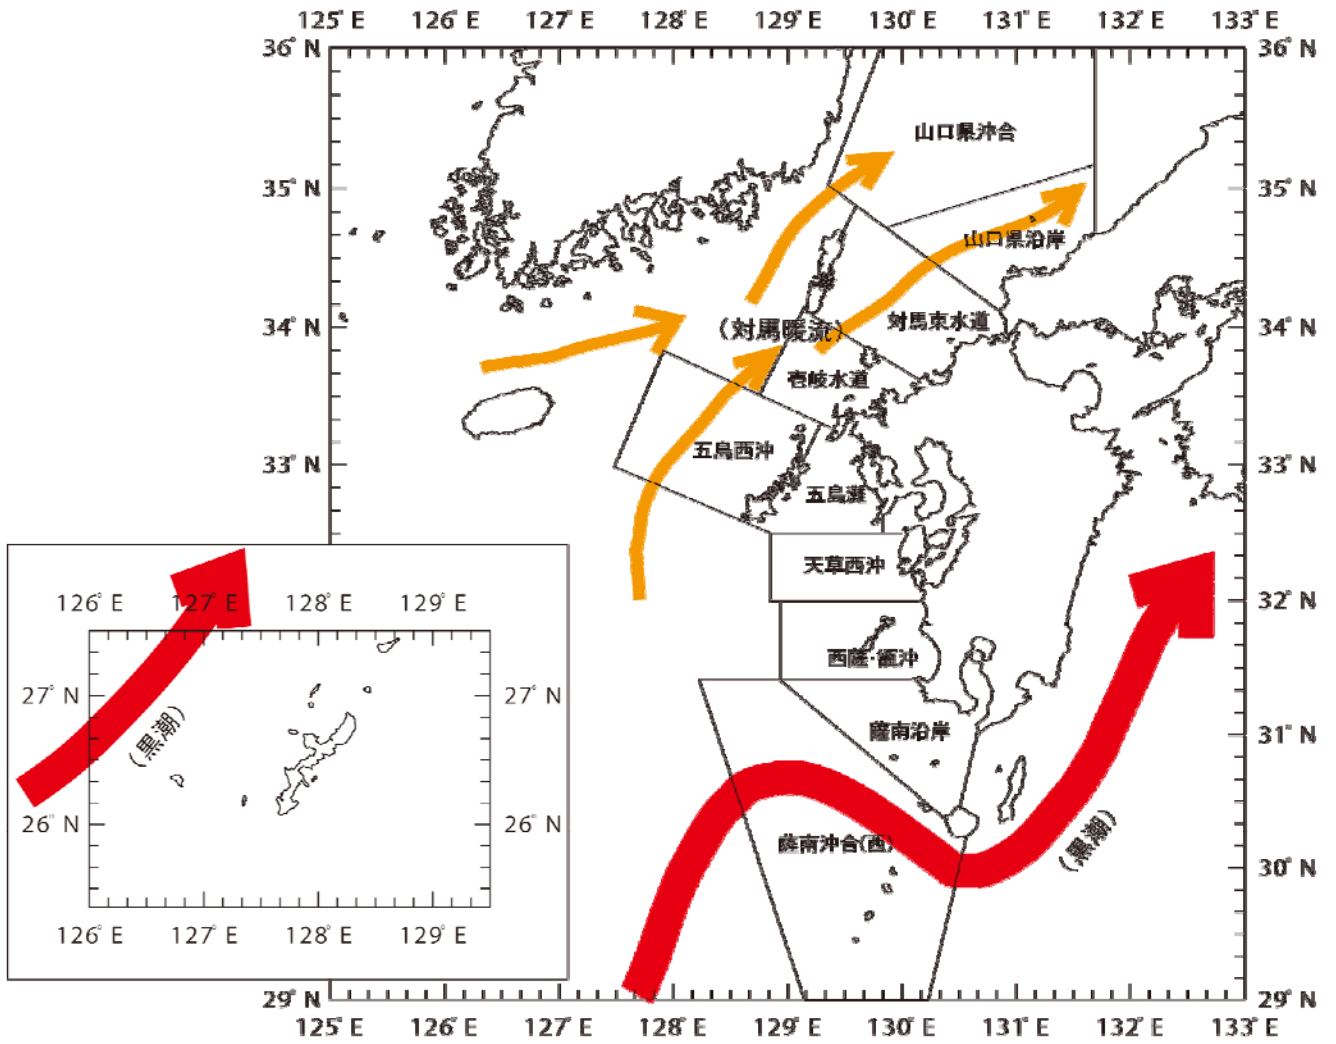 125° E 126° E 127° E 128° E 129° E 130° E 131° E 132° E 133° E
36° N 36° N
山口県沖合
35° N 35° N
山口県沿岸
34° N (対馬暖流) 対馬東水道 34° N
壱岐水道
五島西沖
33° N 33° N
五島灘
天草西沖
126° E 127° E 128° E 129° E
32° N
西薩・甑沖
27° N 27° N
(黒潮)
薩南沿岸
31° N
26° N 26° N
薩南沖合(西)
(黒潮)
30° N
126° E 127° E 128° E 129° E
29° N 29° N
125° E 126° E 127° E 128° E 129° E 130° E 131° E 132° E 133° E